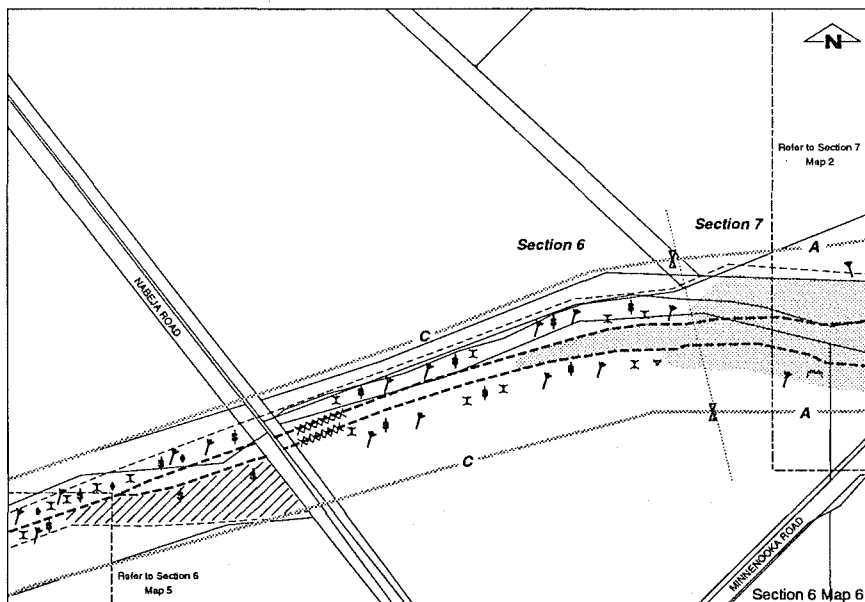 N
Refer to Section 7
Map 2
Section 7
Section 6
A
NABEJA ROAD
C
A
C
MINNENOOKA ROAD
Refer to Section 6
Map 5
Section 6 Map 6